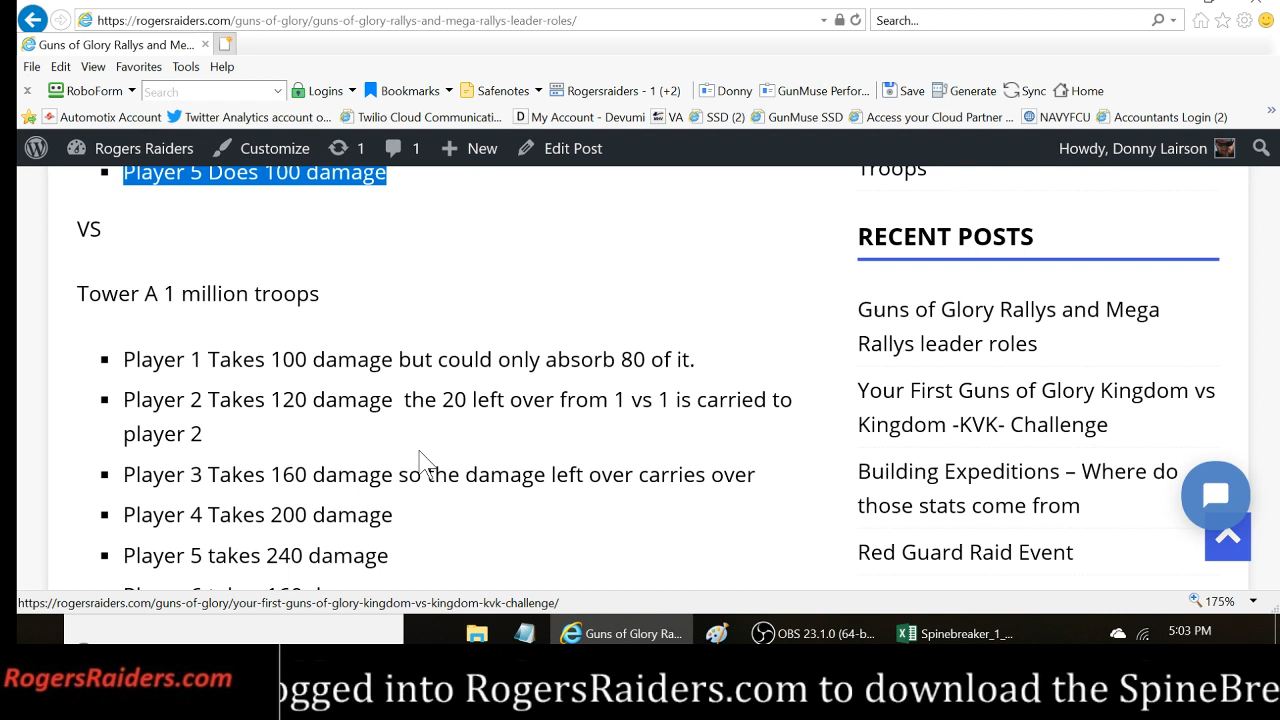 https://rogersraiders.com/guns-of-glory/guns-of-glory-rallys-and-mega-rallys-leader-roles/
Search...
Guns of Glory Rallys and Me... ×
File Edit View Favorites Tools Help
x RoboForm Search Logins Bookmarks Safenotes Rogersraiders - 1 (+2) Donny GunMuse Perfor... Save Generate Sync Home
Automotix Account Twitter Analytics account o... Twilio Cloud Communicati... D My Account - Devumi VA SSD (2) GunMuse SSD Access your Cloud Partner ... NAVYFCU Accountants Login (2) »
Rogers Raiders Customize 1 1 + New Edit Post Howdy, Donny Lairson
Player 5 Does 100 damage
VS
Tower A 1 million troops
Player 1 Takes 100 damage but could only absorb 80 of it.
Player 2 Takes 120 damage the 20 left over from 1 vs 1 is carried to
player 2
Player 3 Takes 160 damage so the damage left over carries over
Player 4 Takes 200 damage
Player 5 takes 240 damage
Troops
RECENT POSTS
Guns of Glory Rallys and Mega
Rallys leader roles
Your First Guns of Glory Kingdom vs
Kingdom -KVK- Challenge
Building Expeditions – Where do
those stats come from
Red Guard Raid Event
https://rogersraiders.com/guns-of-glory/your-first-guns-of-glory-kingdom-vs-kingdom-kvk-challenge/
175%
Guns of Glory Ra... OBS 23.1.0 (64-b... Spinebreaker_1_... 5:03 PM
RogersRaiders.com
ogged into RogersRaiders.com to download the SpineBre